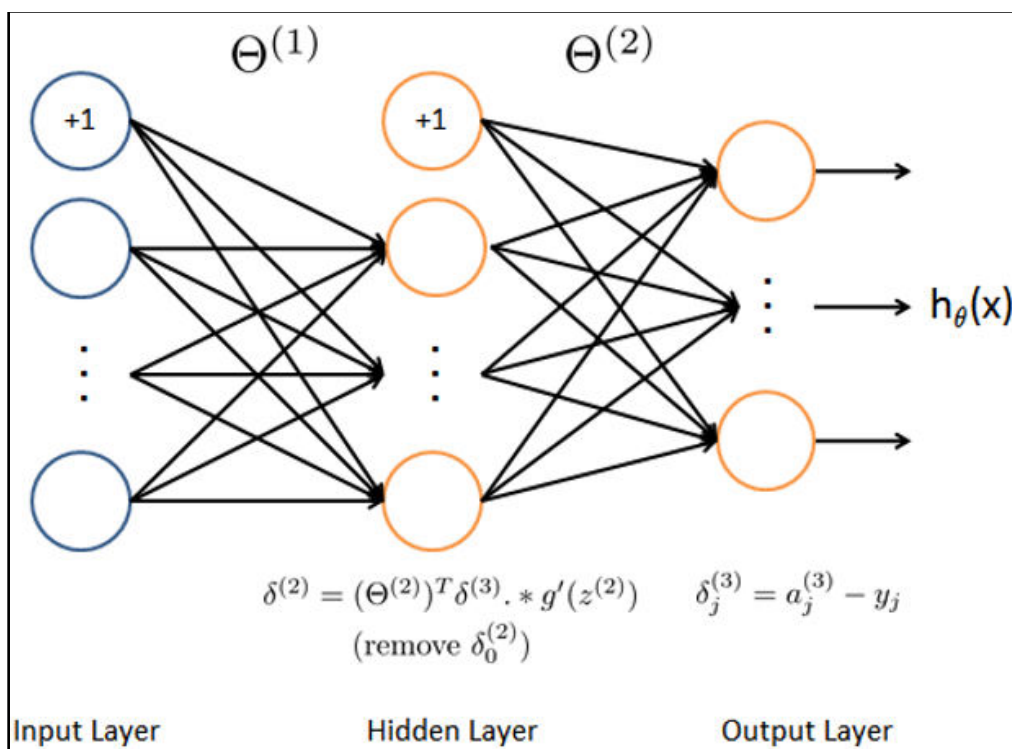 Θ(1) Θ(2)
+1 +1
hθ(x)
δ(2) = (Θ(2))Tδ(3). ∗ g′(z(2)) δj(3) = aj(3) − yj
(remove δ0(2))
Input Layer Hidden Layer Output Layer